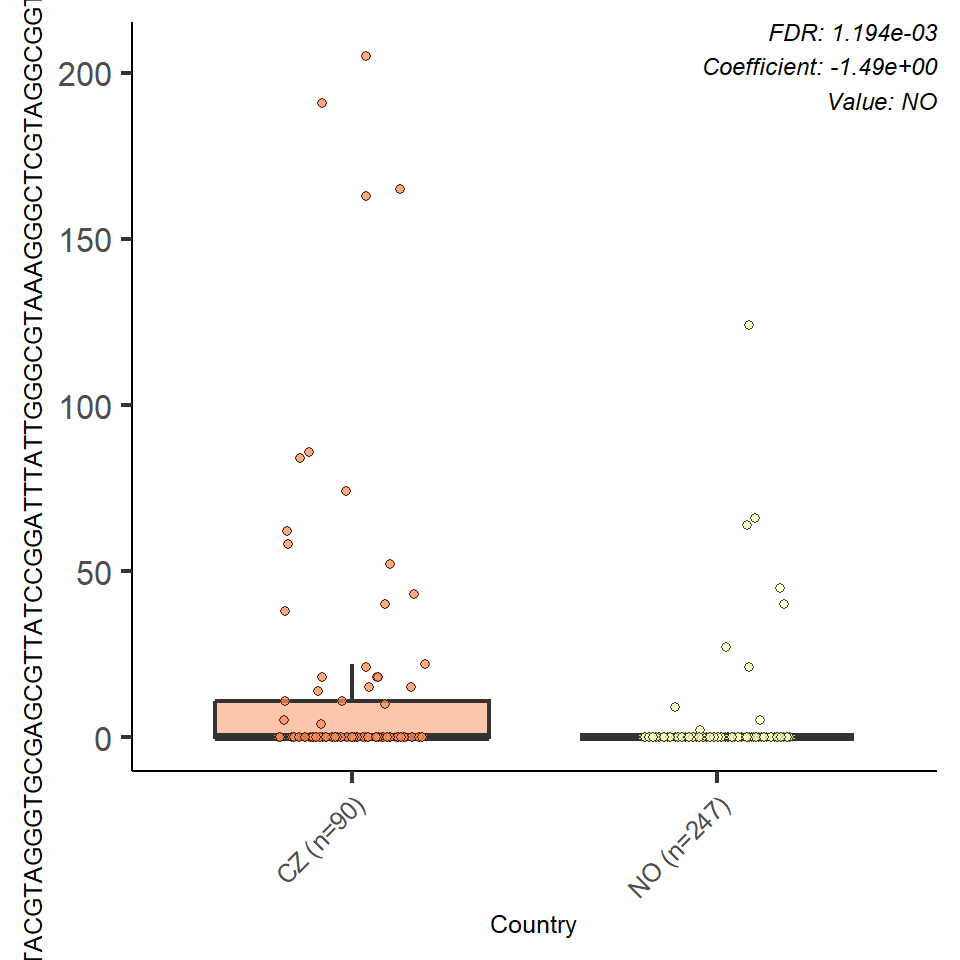 TACGTAGGGTGCGAGCGTTATCCGGATTTATTGGGCGTAAAGGGCTCGTAGGCGGT
FDR: 1.194e-03
Coefficient: -1.49e+00
Value: NO
200
150
100
50
0
CZ (n=90)
NO (n=247)
Country